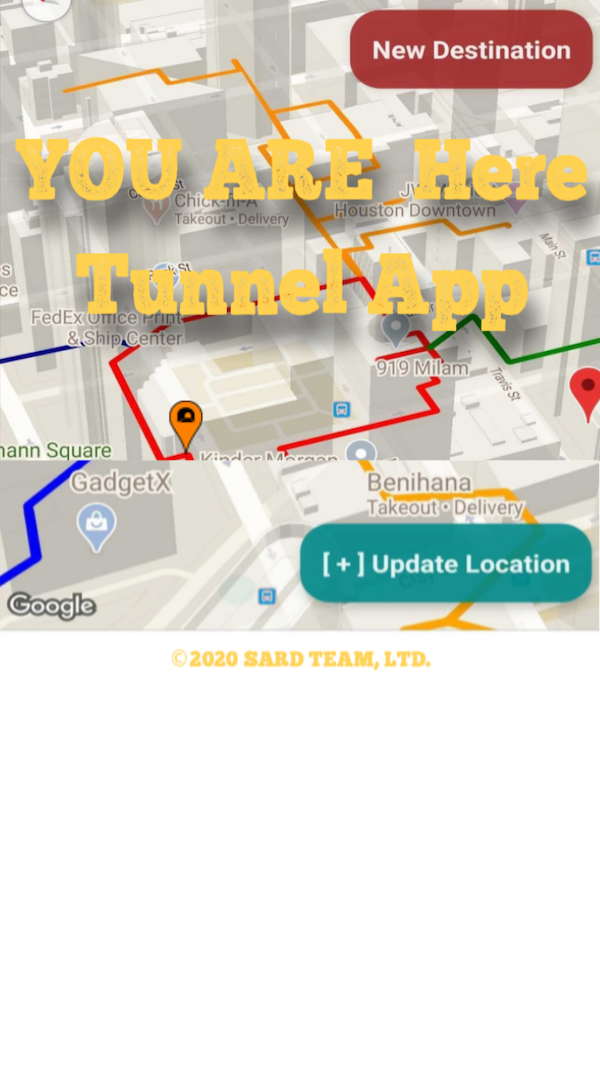 New Destination
YOU ARE Here
Chick-fil-A
Takeout • Delivery
Houston Downtown
Main St
Tunnel App
FedEx Office Print
& Ship Center
919 Milam
Travis St
mann Square
Kinder Morgan
GadgetX
Benihana
Takeout • Delivery
[ + ] Update Location
Google
©2020 SARD TEAM, LTD.